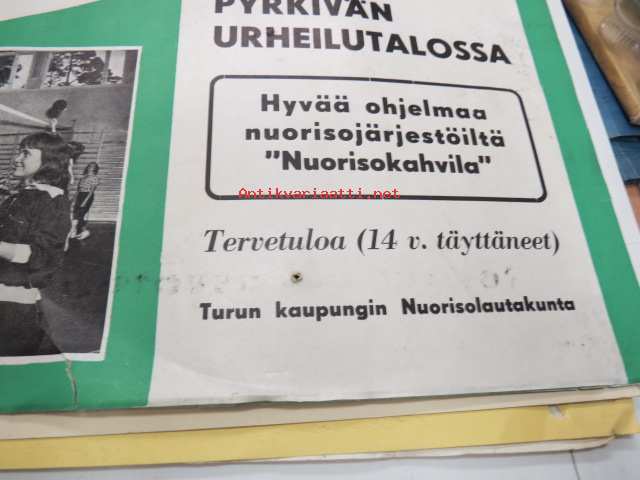 PYRKIVÄN
URHEILUTALOSSA
Hyvää ohjelmaa
nuorisojärjestöiltä
"Nuorisokahvila"
Antikvariaatti.net
Tervetuloa (14 v. täyttäneet)
Turun kaupungin Nuorisolautakunta